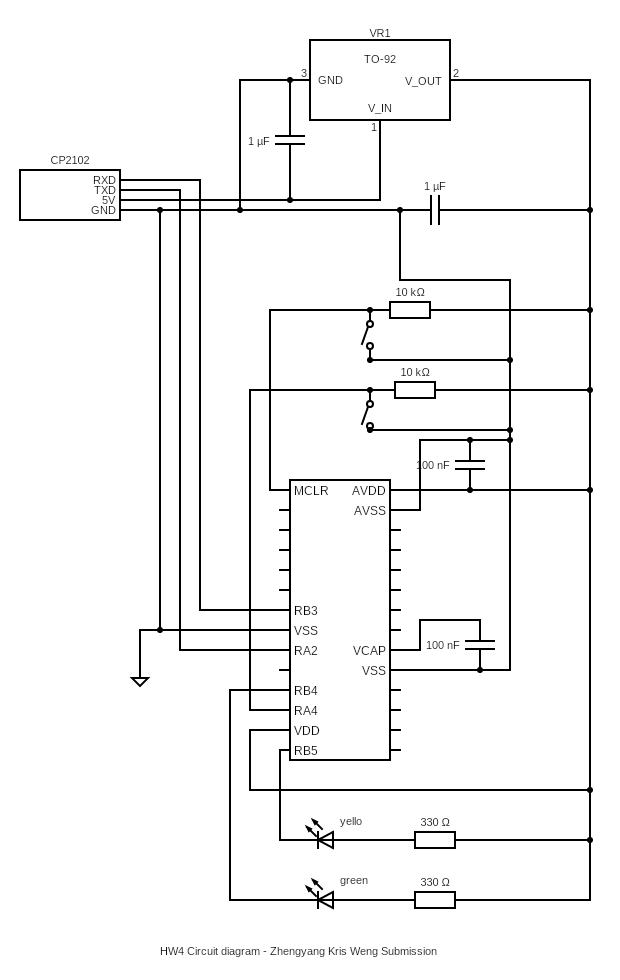 VR1
TO-92
3
GND
V_OUT
2
V_IN
1
1 µF
CP2102
RXD
TXD
5V
GND
1 µF
10 kΩ
10 kΩ
100 nF
MCLR
AVDD
AVSS
RB3
VSS
RA2
VCAP
100 nF
VSS
RB4
RA4
VDD
RB5
yello
330 Ω
green
330 Ω
HW4 Circuit diagram - Zhengyang Kris Weng Submission